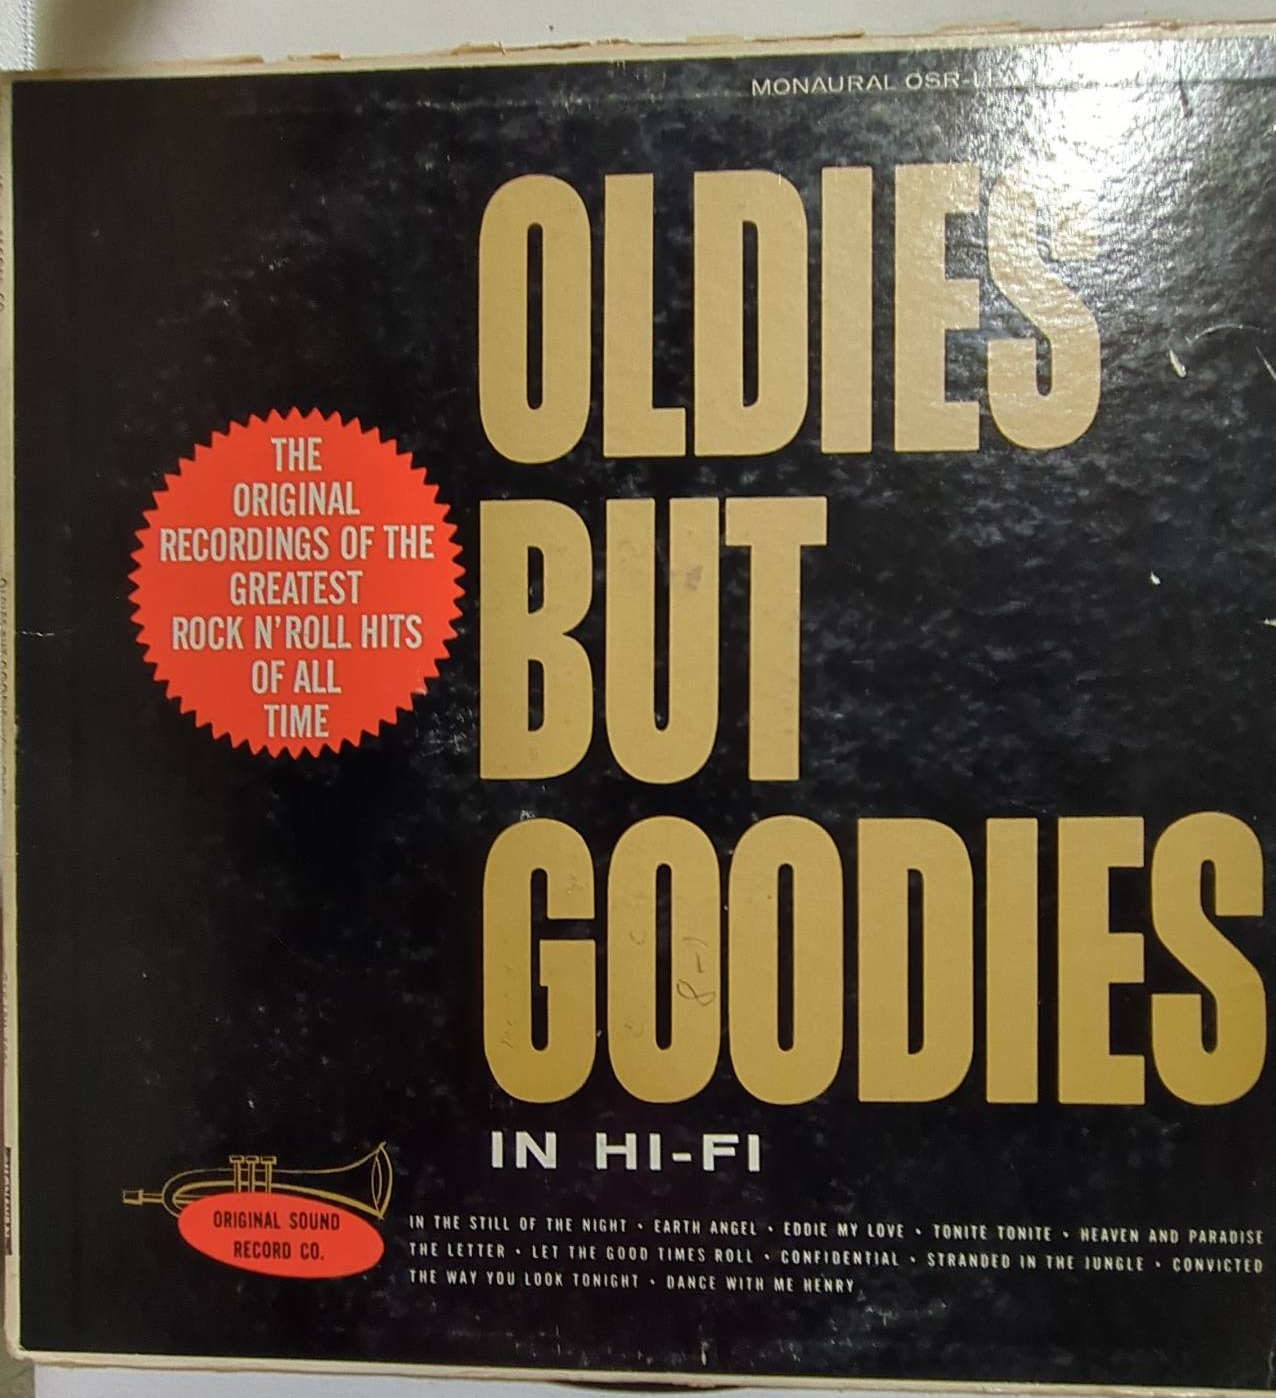 MONAURAL
OLDIES
BUT
GOODIES
THE
ORIGINAL
RECORDINGS OF THE
GREATEST
ROCK N'ROLL HITS
OF ALL
TIME
IN HI-FI
ORIGINAL SOUND
RECORD CO.
IN THE STILL OF THE NIGHT • EARTH ANGEL • EDDIE MY LOVE • TONITE TONITE • HEAVEN AND PARADISE
THE LETTER • LET THE GOOD TIMES ROLL • CONFIDENTIAL • STRANDED IN THE JUNGLE • CONVICTED
THE WAY YOU LOOK TONIGHT • DANCE WITH ME HENRY